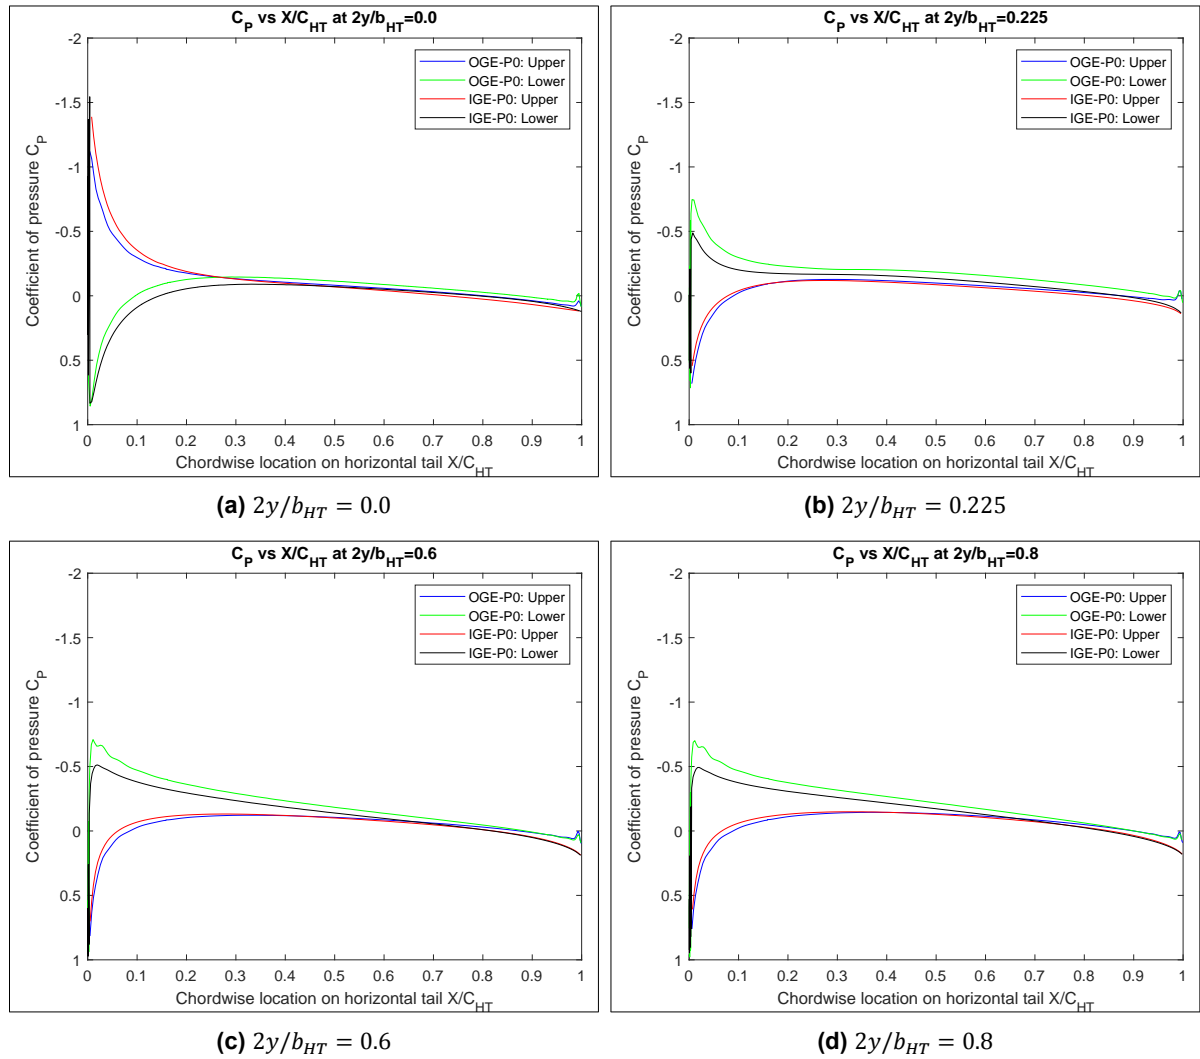 C_P vs X/C_HT at 2y/b_HT=0.0
-2
-1.5
-1
-0.5
0
0.5
1
Coefficient of pressure C_P
OGE-P0: Upper
OGE-P0: Lower
IGE-P0: Upper
IGE-P0: Lower
0 0.1 0.2 0.3 0.4 0.5 0.6 0.7 0.8 0.9 1
Chordwise location on horizontal tail X/C_HT
(a) 2y/b_HT = 0.0
C_P vs X/C_HT at 2y/b_HT=0.225
-2
-1.5
-1
-0.5
0
0.5
1
Coefficient of pressure C_P
OGE-P0: Upper
OGE-P0: Lower
IGE-P0: Upper
IGE-P0: Lower
0 0.1 0.2 0.3 0.4 0.5 0.6 0.7 0.8 0.9 1
Chordwise location on horizontal tail X/C_HT
(b) 2y/b_HT = 0.225
C_P vs X/C_HT at 2y/b_HT=0.6
-2
-1.5
-1
-0.5
0
0.5
1
Coefficient of pressure C_P
OGE-P0: Upper
OGE-P0: Lower
IGE-P0: Upper
IGE-P0: Lower
0 0.1 0.2 0.3 0.4 0.5 0.6 0.7 0.8 0.9 1
Chordwise location on horizontal tail X/C_HT
(c) 2y/b_HT = 0.6
C_P vs X/C_HT at 2y/b_HT=0.8
-2
-1.5
-1
-0.5
0
0.5
1
Coefficient of pressure C_P
OGE-P0: Upper
OGE-P0: Lower
IGE-P0: Upper
IGE-P0: Lower
0 0.1 0.2 0.3 0.4 0.5 0.6 0.7 0.8 0.9 1
Chordwise location on horizontal tail X/C_HT
(d) 2y/b_HT = 0.8